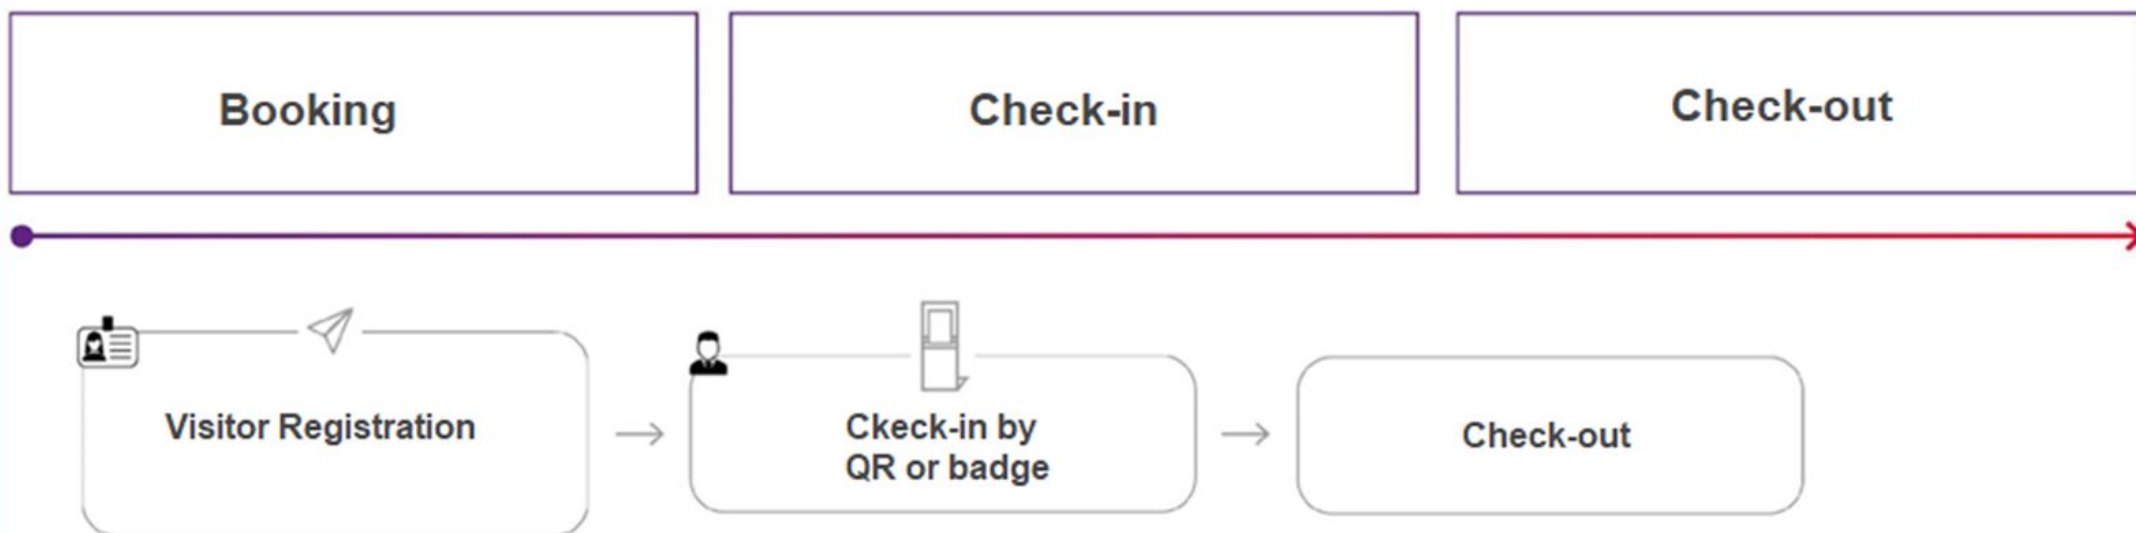 Booking
Check-in
Check-out
Visitor Registration
Ckeck-in by
QR or badge
Check-out